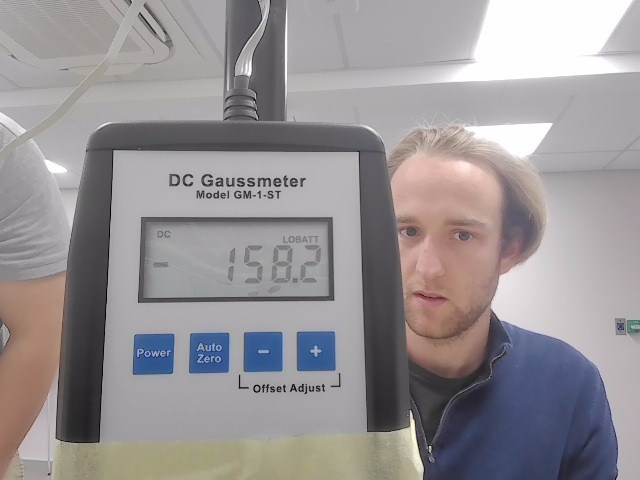 DC Gaussmeter
Model GM-1-ST
DC
LOBATT
- 158.2
Power
Auto
Zero
-
+
Offset Adjust